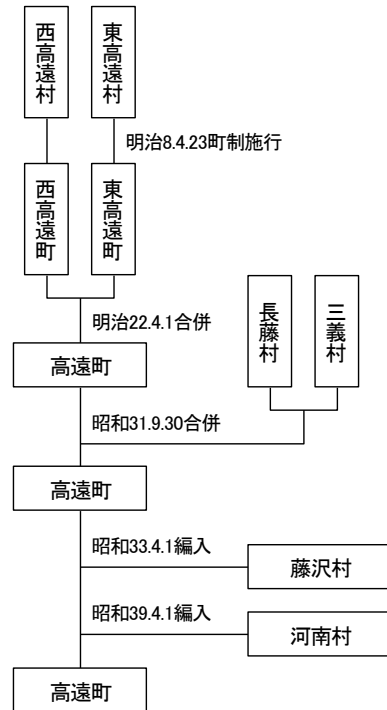 西高遠村
東高遠村
明治8.4.23町制施行
西高遠町
東高遠町
明治22.4.1合併
長藤村
三義村
高遠町
昭和31.9.30合併
高遠町
昭和33.4.1編入
藤沢村
昭和39.4.1編入
河南村
高遠町